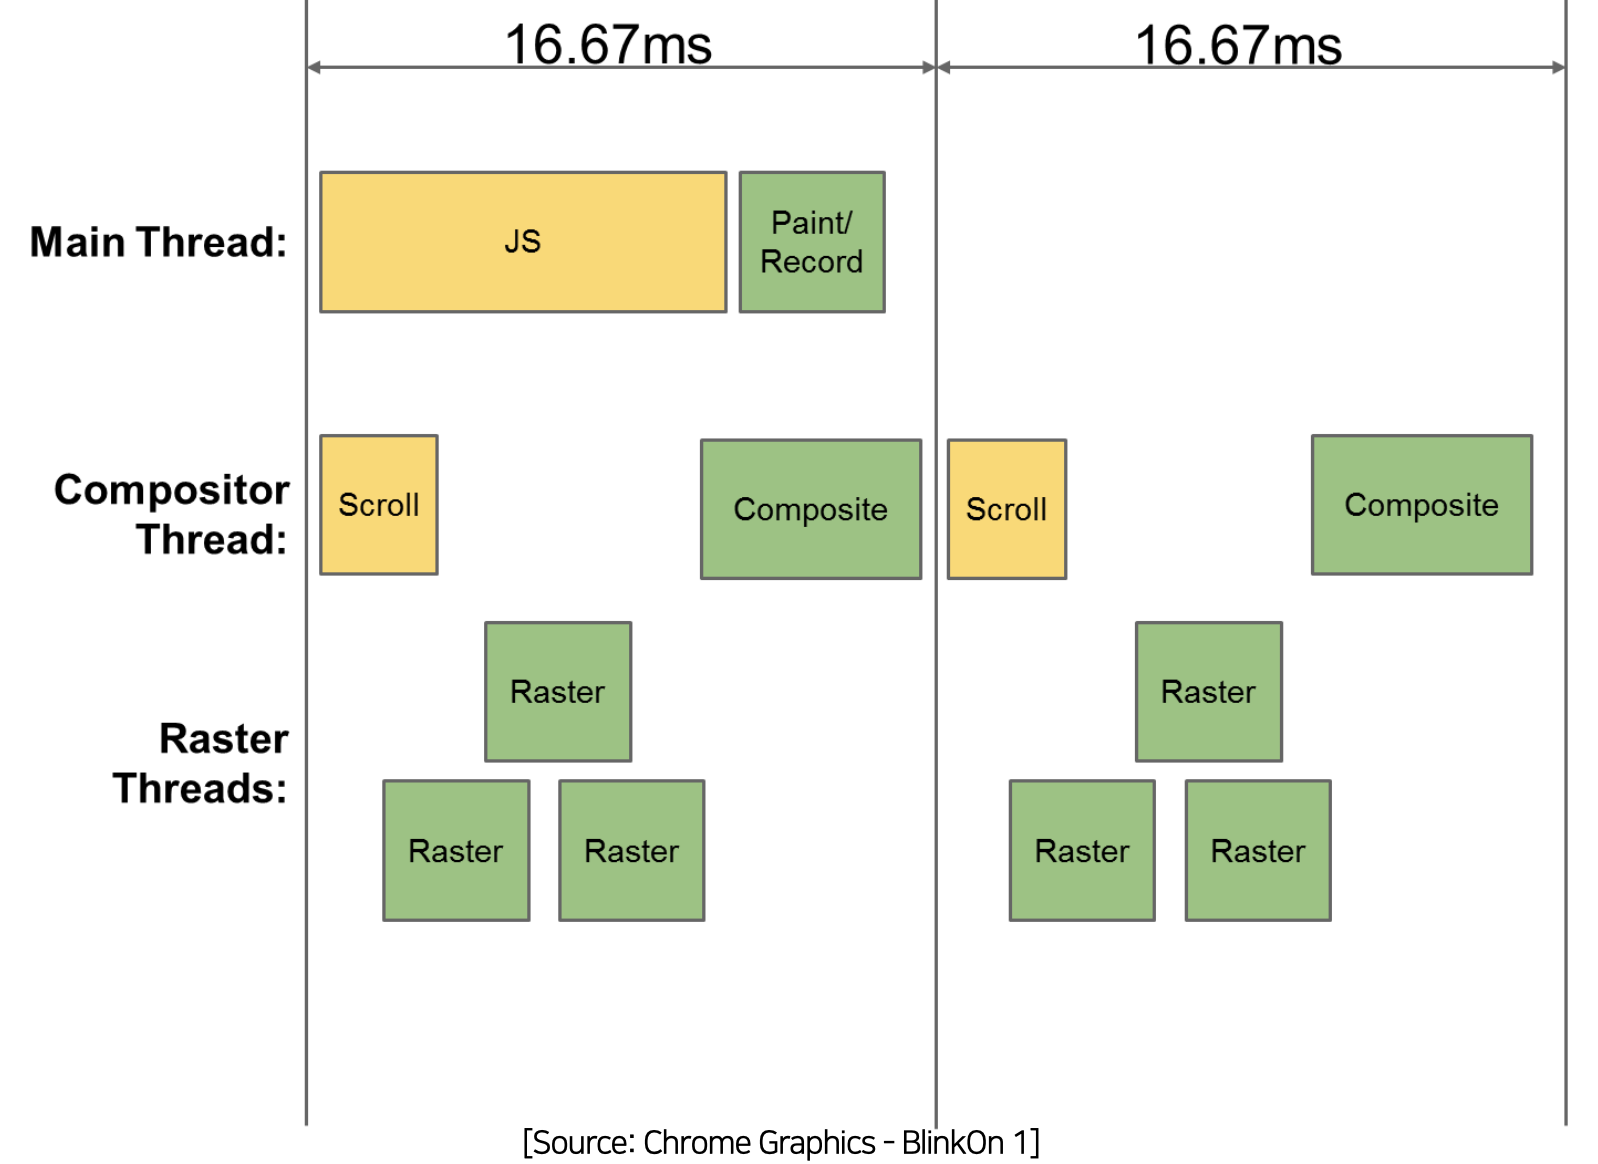 16.67ms
16.67ms
Main Thread:
JS
Paint/
Record
Compositor
Thread:
Scroll
Composite
Scroll
Composite
Raster
Threads:
Raster
Raster
Raster
Raster
Raster
Raster
[Source: Chrome Graphics - BlinkOn 1]